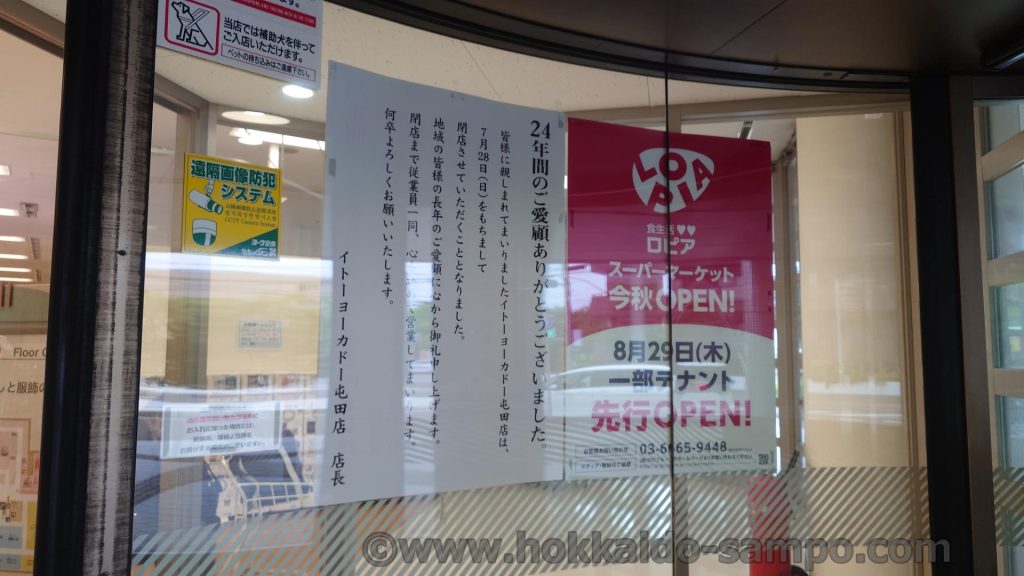 当店では補助犬を伴って
ご入店いただけます。
ペットの持ち込みはご遠慮下さい。
遠隔画像防犯
システム
24年間のご愛顧ありがとうございました。
皆様に親しまれてまいりましたイトーヨーカドー屯田店は、
7月28日(日)をもちまして
閉店させていただくこととなりました。
地域の皆様の長年のご愛顧に心から御礼申し上げます。
閉店まで従業員一同、心 営業してまいります。
何卒よろしくお願いいたします。
イトーヨーカドー屯田店 店長
LOPIA
食生活♥♥
ロピア
スーパーマーケット
今秋OPEN!
8月29日(木)
一部テナント
先行OPEN!
03-6665-9448
Floor G
©www.hokkaido-sampo.com